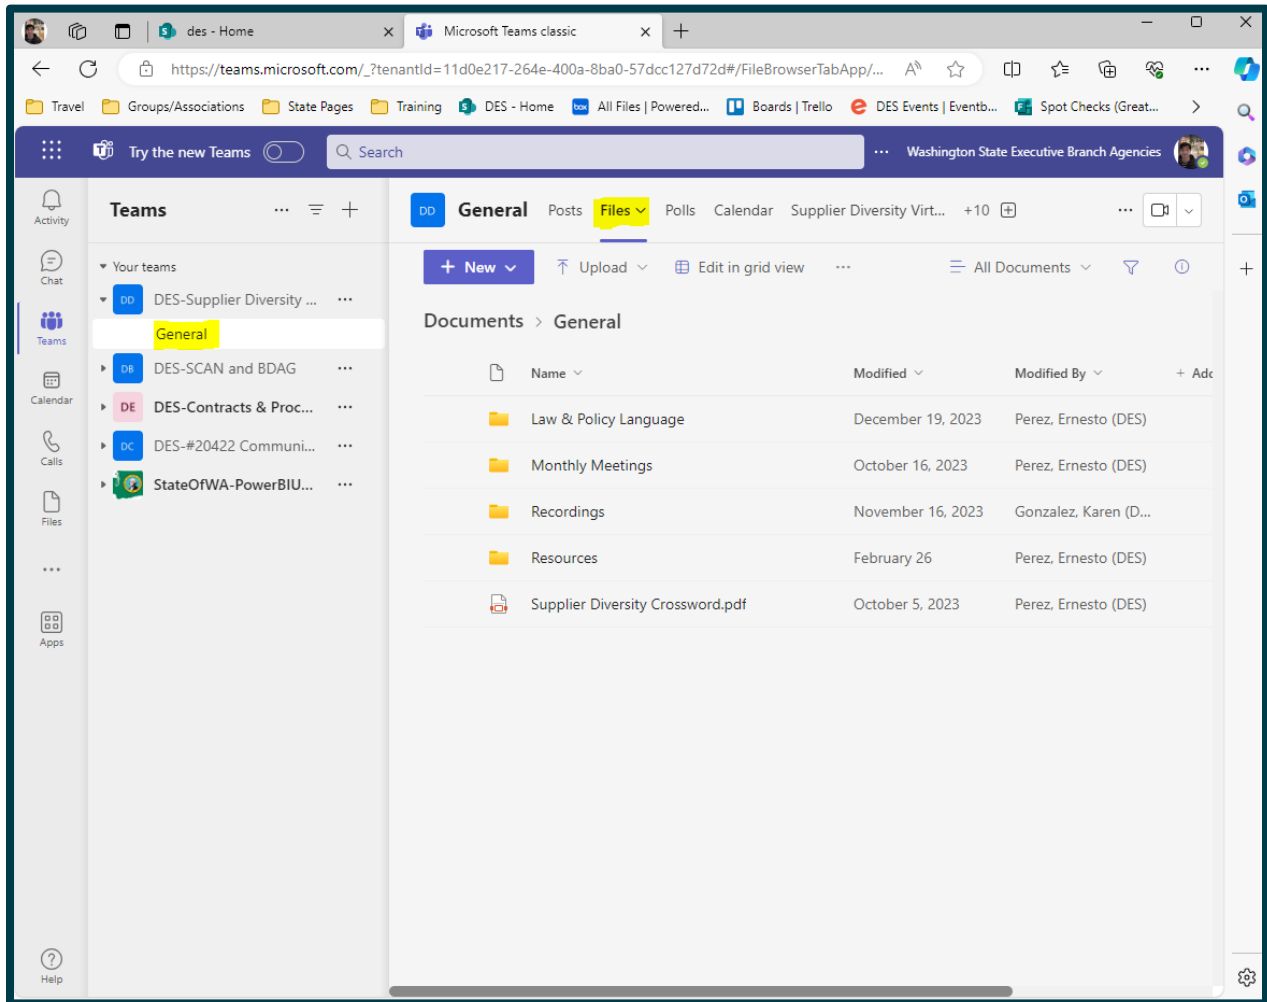 des - Home
Microsoft Teams classic
https://teams.microsoft.com/_?tenantId=11d0e217-264e-400a-8ba0-57dcc127d72d#/FileBrowserTabApp/...
Travel Groups/Associations State Pages Training DES - Home box All Files | Powered... Boards | Trello DES Events | Eventb... Spot Checks (Great...
Try the new Teams
Search
Washington State Executive Branch Agencies
Activity
Chat
Teams
Calendar
Calls
Files
Apps
Help
Teams
Your teams
DD DES-Supplier Diversity ...
General
DB DES-SCAN and BDAG
DE DES-Contracts & Proc...
DC DES-#20422 Communi...
StateOfWA-PowerBIU...
DD General Posts Files Polls Calendar Supplier Diversity Virt... +10
+ New Upload Edit in grid view ... All Documents
Documents > General
Name Modified Modified By + Adc
Law & Policy Language December 19, 2023 Perez, Ernesto (DES)
Monthly Meetings October 16, 2023 Perez, Ernesto (DES)
Recordings November 16, 2023 Gonzalez, Karen (D...
Resources February 26 Perez, Ernesto (DES)
Supplier Diversity Crossword.pdf October 5, 2023 Perez, Ernesto (DES)